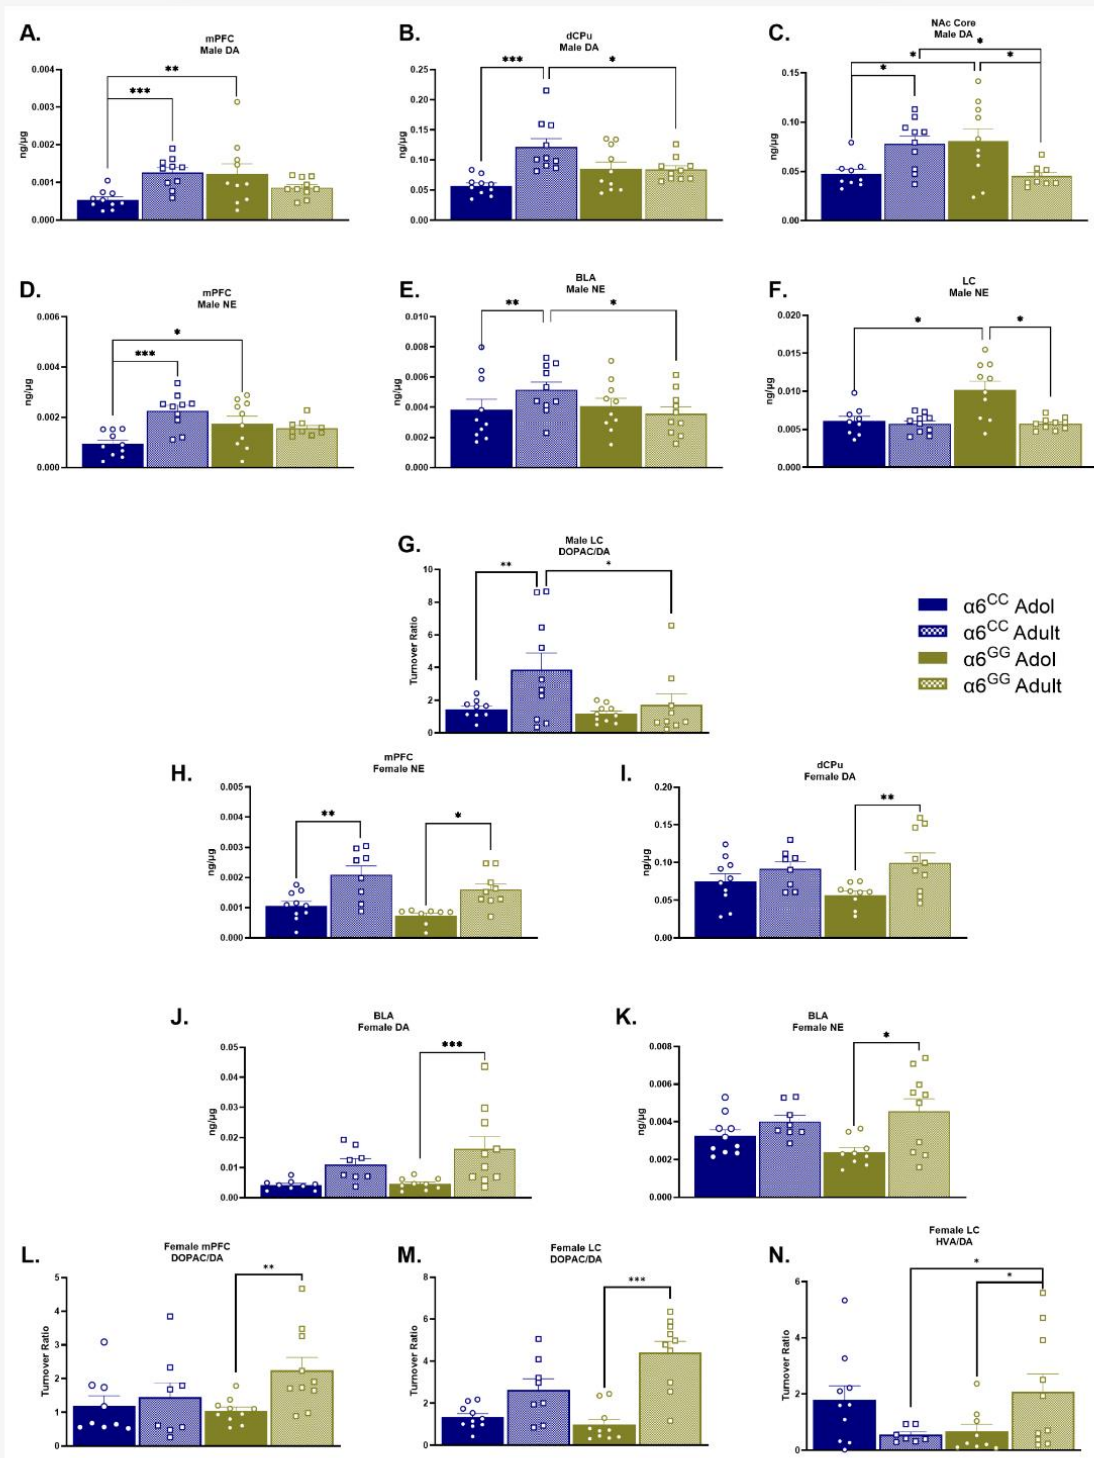 A.
mPFC
Male DA
ng/µg
0.004
0.003
0.002
0.001
0.000
***
**
B.
dCPu
Male DA
ng/µg
0.25
0.20
0.15
0.10
0.05
0.00
***
*
C.
NAc Core
Male DA
ng/µg
0.15
0.10
0.05
0.00
*
*
*
*
D.
mPFC
Male NE
ng/µg
0.006
0.004
0.002
0.000
*
***
E.
BLA
Male NE
ng/µg
0.010
0.008
0.006
0.004
0.002
0.000
**
*
F.
LC
Male NE
ng/µg
0.020
0.015
0.010
0.005
0.000
*
*
G.
Male LC
DOPAC/DA
Turnover Ratio
10
8
6
4
2
0
**
*
α6CC Adol
α6CC Adult
α6GG Adol
α6GG Adult
H.
mPFC
Female NE
ng/µg
0.005
0.004
0.003
0.002
0.001
0.000
**
*
I.
dCPu
Female DA
ng/µg
0.20
0.15
0.10
0.05
0.00
**
J.
BLA
Female DA
ng/µg
0.05
0.04
0.03
0.02
0.01
0.00
***
K.
BLA
Female NE
ng/µg
0.008
0.006
0.004
0.002
0.000
*
L.
Female mPFC
DOPAC/DA
Turnover Ratio
5
4
3
2
1
0
**
M.
Female LC
DOPAC/DA
Turnover Ratio
8
6
4
2
0
***
N.
Female LC
HVA/DA
Turnover Ratio
6
4
2
0
*
*